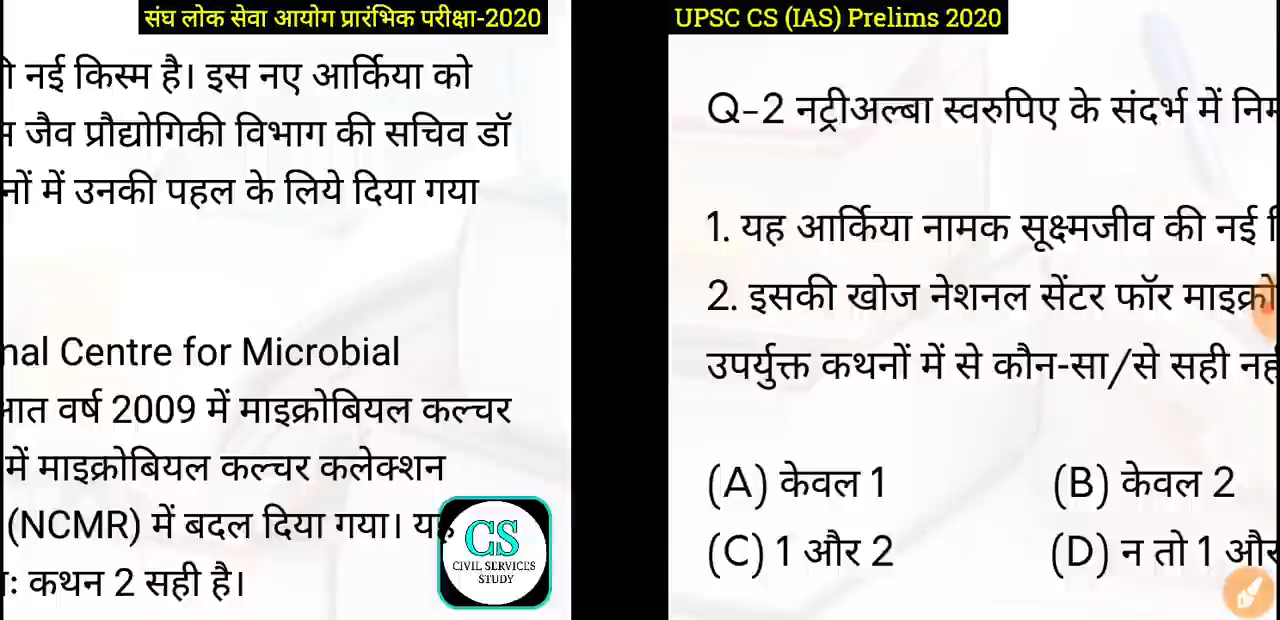 संघ लोक सेवा आयोग प्रारंभिक परीक्षा-2020
नई किस्म है। इस नए आर्किया को
जैव प्रौद्योगिकी विभाग की सचिव डॉ
में उनकी पहल के लिये दिया गया
Centre for Microbial
वर्ष 2009 में माइक्रोबियल कल्चर
में माइक्रोबियल कल्चर कलेक्शन
(NCMR) में बदल दिया गया। यह
कथन 2 सही है।
CS
CIVIL SERVICES
STUDY
UPSC CS (IAS) Prelims 2020
Q-2 नट्रीअल्बा स्वरुपिए के संदर्भ में
1. यह आर्किया नामक सूक्ष्मजीव की नई
2. इसकी खोज नेशनल सेंटर फॉर माइक्रो
उपर्युक्त कथनों में से कौन-सा/से सही
(A) केवल 1 (B) केवल 2
(C) 1 और 2 (D) न तो 1 और